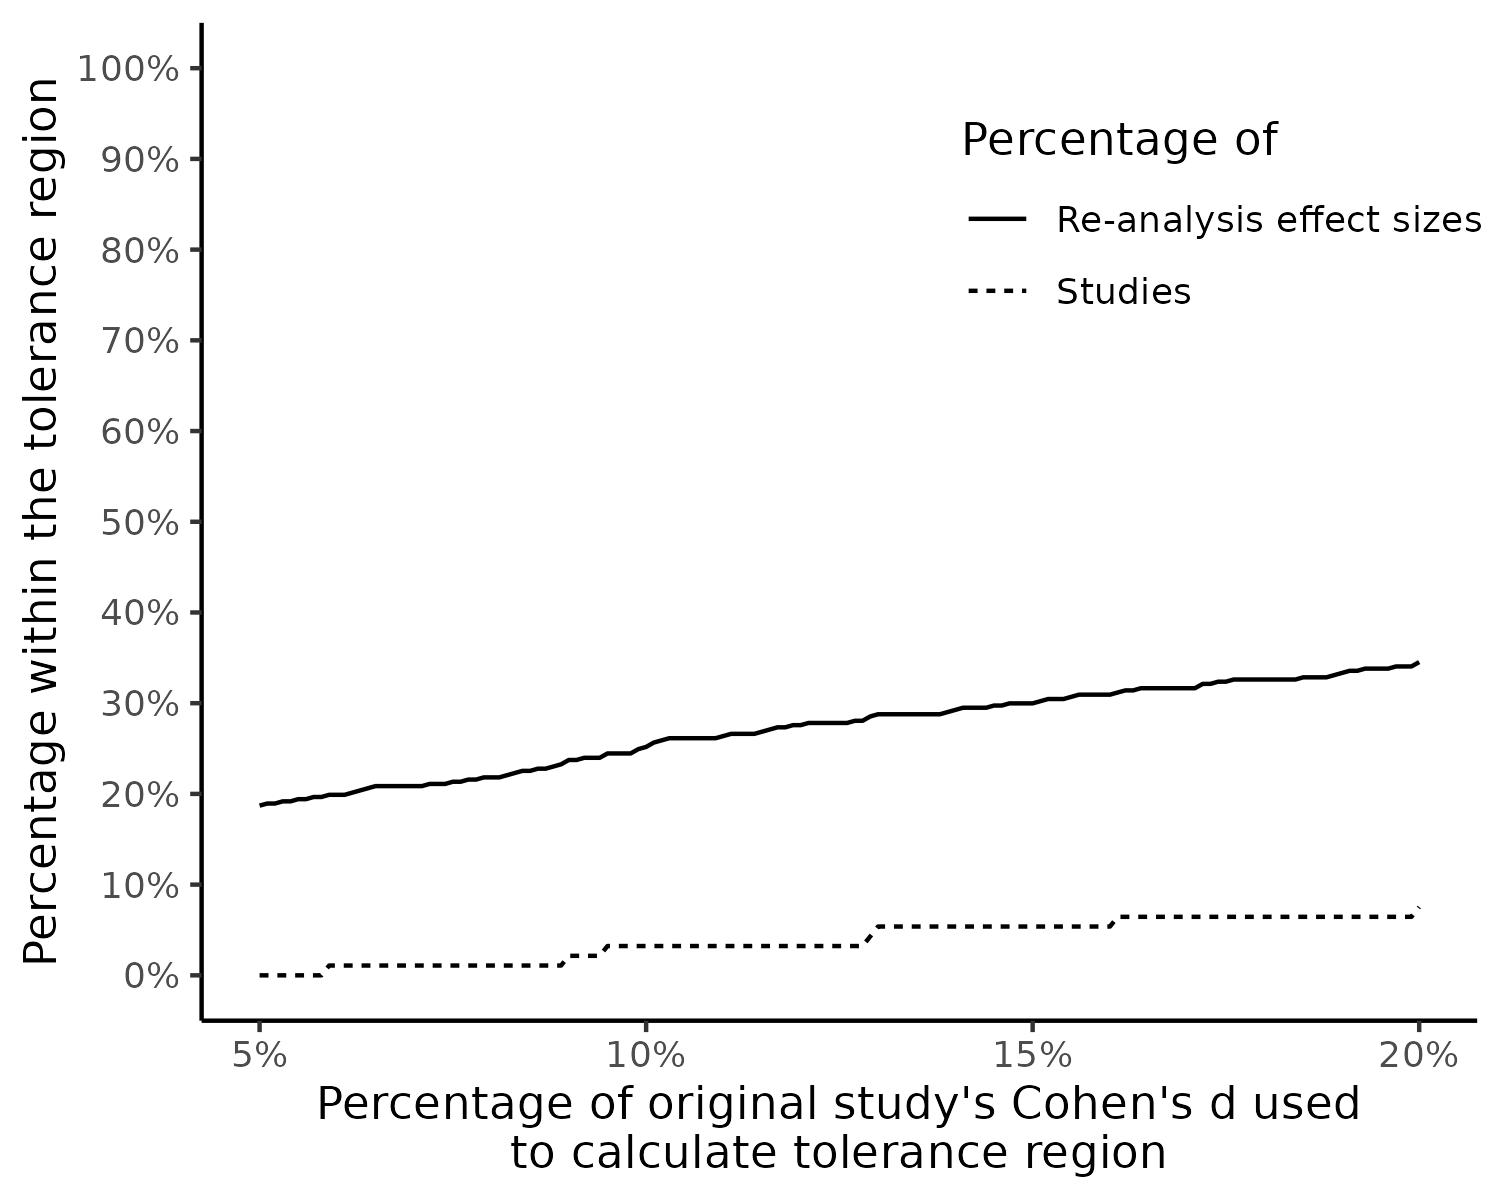 Percentage within the tolerance region
100%
90%
80%
70%
60%
50%
40%
30%
20%
10%
0%
Percentage of
Re-analysis effect sizes
Studies
5%
10%
15%
20%
Percentage of original study's Cohen's d used
to calculate tolerance region